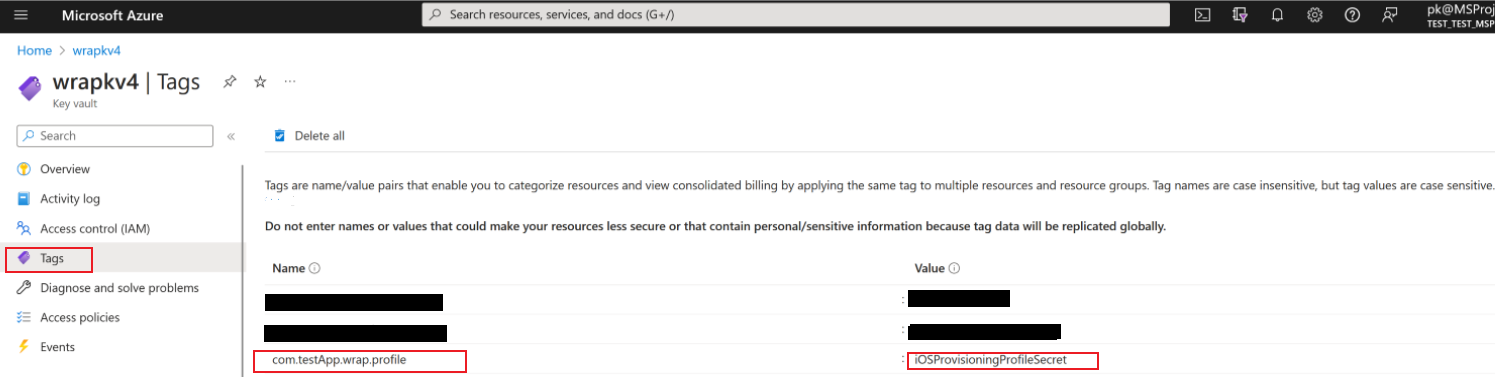 Microsoft Azure
Search resources, services, and docs (G+/)
pk@MSProj
TEST_TEST_MSP
Home > wrapkv4
wrapkv4 | Tags
Key vault
Search
«
Delete all
Overview
Activity log
Access control (IAM)
Tags
Diagnose and solve problems
Access policies
Events
Tags are name/value pairs that enable you to categorize resources and view consolidated billing by applying the same tag to multiple resources and resource groups. Tag names are case insensitive, but tag values are case sensitive.
Do not enter names or values that could make your resources less secure or that contain personal/sensitive information because tag data will be replicated globally.
Name Value
:
:
com.testApp.wrap.profile : iOSProvisioningProfileSecret